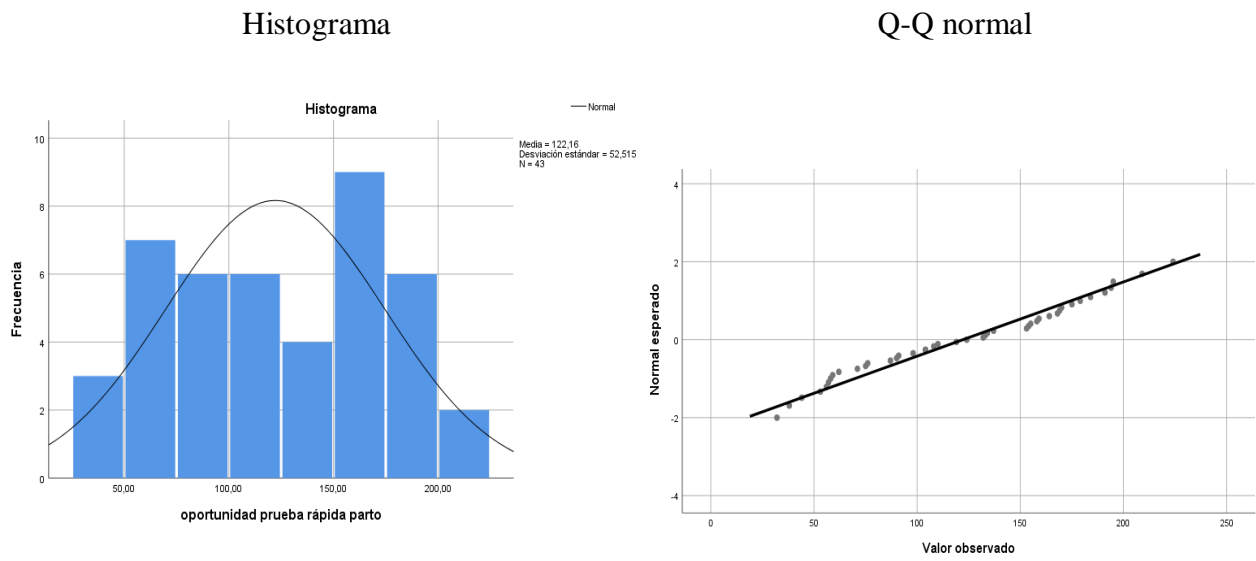 Histograma
Q-Q normal
Histograma
Normal
Media = 122,16
Desviación estándar = 52,515
N = 43
Frecuencia
10
8
6
4
2
0
50,00 100,00 150,00 200,00
oportunidad prueba rápida parto
Normal esperado
4
2
0
-2
-4
0 50 100 150 200 250
Valor observado